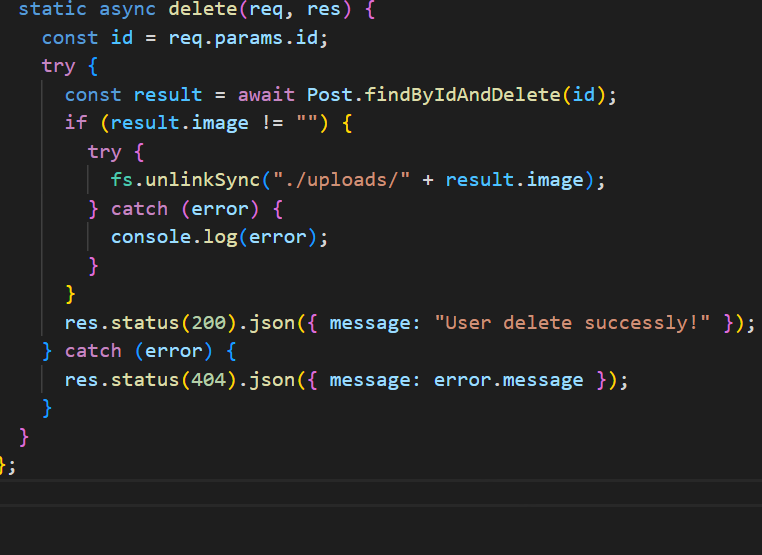 static async delete(req, res) {
const id = req.params.id;
try {
const result = await Post.findByIdAndDelete(id);
if (result.image != "") {
try {
fs.unlinkSync("./uploads/" + result.image);
} catch (error) {
console.log(error);
}
}
res.status(200).json({ message: "User delete successly!" });
} catch (error) {
res.status(404).json({ message: error.message });
}
}
};